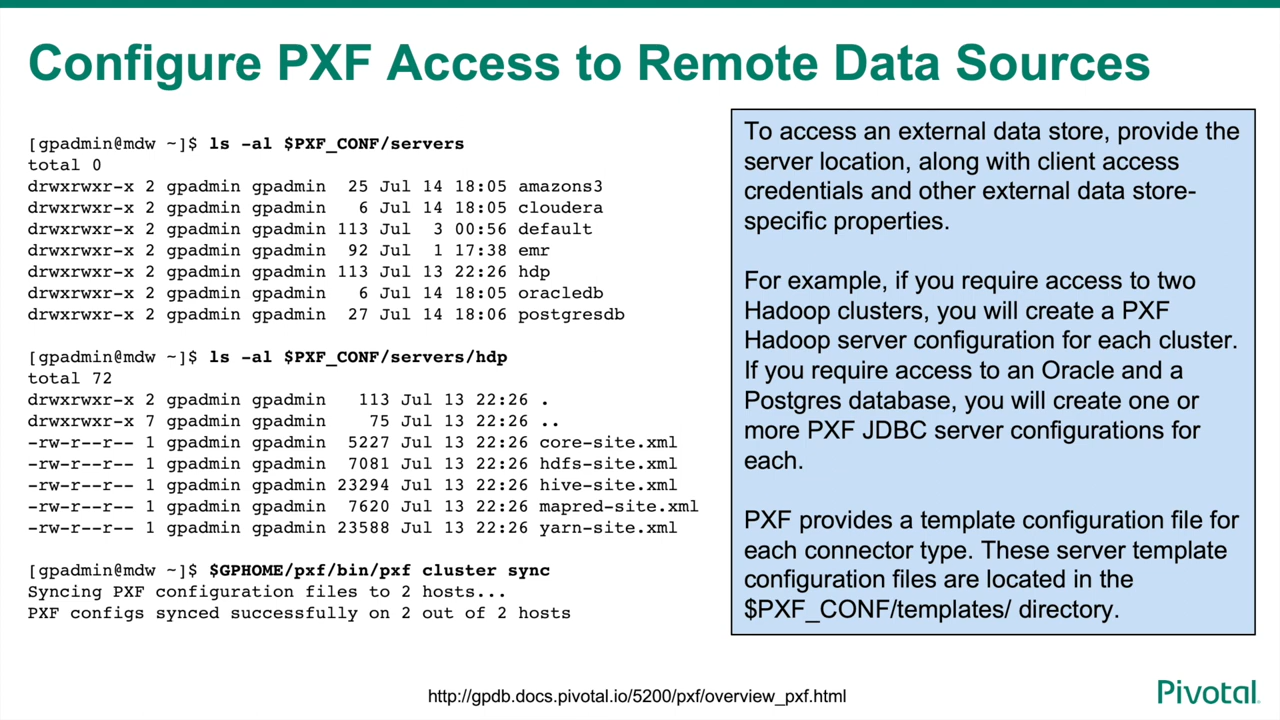 Configure PXF Access to Remote Data Sources
[gpadmin@mdw ~]$ ls -al $PXF_CONF/servers
total 0
drwxrwxr-x 2 gpadmin gpadmin  25 Jul 14 18:05 amazons3
drwxrwxr-x 2 gpadmin gpadmin   6 Jul 14 18:05 cloudera
drwxrwxr-x 2 gpadmin gpadmin 113 Jul  3 00:56 default
drwxrwxr-x 2 gpadmin gpadmin  92 Jul  1 17:38 emr
drwxrwxr-x 2 gpadmin gpadmin 113 Jul 13 22:26 hdp
drwxrwxr-x 2 gpadmin gpadmin   6 Jul 14 18:05 oracledb
drwxrwxr-x 2 gpadmin gpadmin  27 Jul 14 18:06 postgresdb
[gpadmin@mdw ~]$ ls -al $PXF_CONF/servers/hdp
total 72
drwxrwxr-x 2 gpadmin gpadmin   113 Jul 13 22:26 .
drwxrwxr-x 7 gpadmin gpadmin    75 Jul 13 22:26 ..
-rw-r--r-- 1 gpadmin gpadmin  5227 Jul 13 22:26 core-site.xml
-rw-r--r-- 1 gpadmin gpadmin  7081 Jul 13 22:26 hdfs-site.xml
-rw-r--r-- 1 gpadmin gpadmin 23294 Jul 13 22:26 hive-site.xml
-rw-r--r-- 1 gpadmin gpadmin  7620 Jul 13 22:26 mapred-site.xml
-rw-r--r-- 1 gpadmin gpadmin 23588 Jul 13 22:26 yarn-site.xml
[gpadmin@mdw ~]$ $GPHOME/pxf/bin/pxf cluster sync
Syncing PXF configuration files to 2 hosts...
PXF configs synced successfully on 2 out of 2 hosts
To access an external data store, provide the
server location, along with client access
credentials and other external data store-
specific properties.
For example, if you require access to two
Hadoop clusters, you will create a PXF
Hadoop server configuration for each cluster.
If you require access to an Oracle and a
Postgres database, you will create one or
more PXF JDBC server configurations for
each.
PXF provides a template configuration file for
each connector type. These server template
configuration files are located in the
$PXF_CONF/templates/ directory.
http://gpdb.docs.pivotal.io/5200/pxf/overview_pxf.html
Pivotal